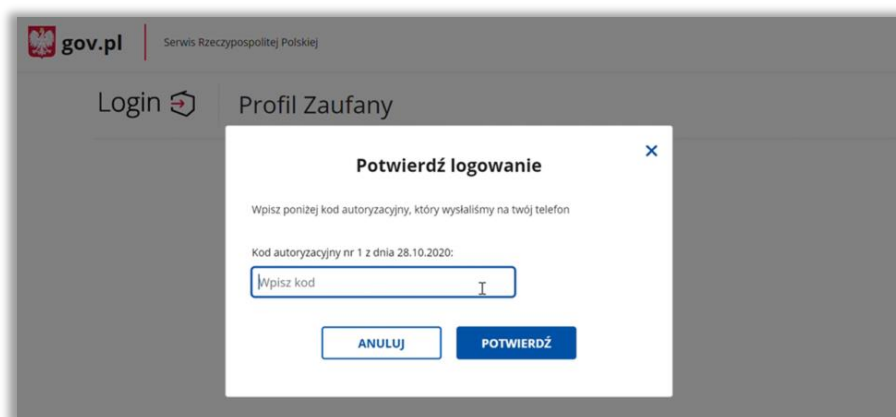 gov.pl
Serwis Rzeczypospolitej Polskiej
Login
Profil Zaufany
Potwierdź logowanie
Wpisz poniżej kod autoryzacyjny, który wysłaliśmy na twój telefon
Kod autoryzacyjny nr 1 z dnia 28.10.2020:
Wpisz kod
ANULUJ
POTWIERDŹ